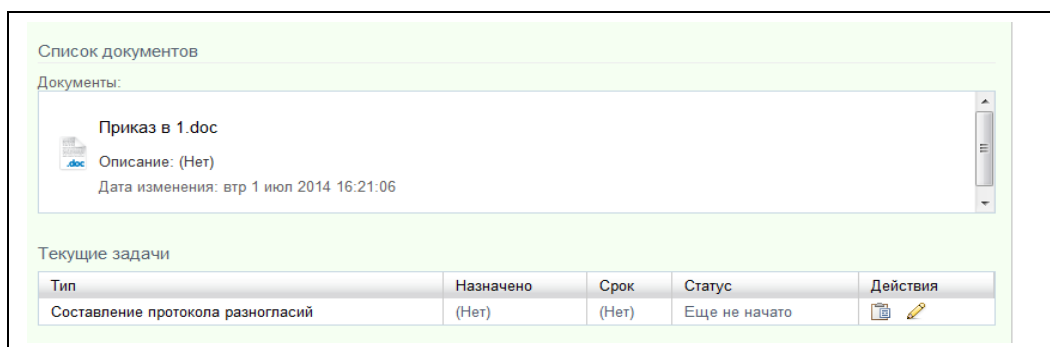 Список документов
Документы:
Приказ в 1.doc
.doc
Описание: (Нет)
Дата изменения: втр 1 июл 2014 16:21:06
Текущие задачи
Тип Назначено Срок Статус Действия
Составление протокола разногласий (Нет) (Нет) Еще не начато